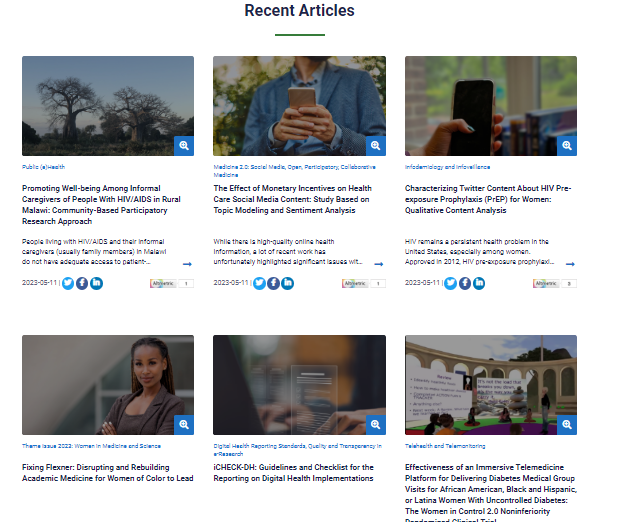 Recent Articles
Public (e)Health
Promoting Well-being Among Informal
Caregivers of People With HIV/AIDS in Rural
Malawi: Community-Based Participatory
Research Approach
People living with HIV/AIDS and their informal
caregivers (usually family members) in Malawi
do not have adequate access to patient-...
2023-05-11 |
Altmetric 1
Medicine 2.0: Social Media, Open, Participatory, Collaborative
Medicine
The Effect of Monetary Incentives on Health
Care Social Media Content: Study Based on
Topic Modeling and Sentiment Analysis
While there is high-quality online health
information, a lot of recent work has
unfortunately highlighted significant issues wit...
2023-05-11 |
Altmetric 1
Infodemiology and Infoveillance
Characterizing Twitter Content About HIV Pre-
exposure Prophylaxis (PrEP) for Women:
Qualitative Content Analysis
HIV remains a persistent health problem in the
United States, especially among women.
Approved in 2012, HIV pre-exposure prophylaxi...
2023-05-11 |
Altmetric
Theme Issue 2023: Women in Medicine and Science
Fixing Flexner: Disrupting and Rebuilding
Academic Medicine for Women of Color to Lead
Digital Health Reporting Standards, Quality and Transparency in
e-Research
iCHECK-DH: Guidelines and Checklist for the
Reporting on Digital Health Implementations
Review
Telehealth and Telemonitoring
Effectiveness of an Immersive Telemedicine
Platform for Delivering Diabetes Medical Group
Visits for African American, Black and Hispanic,
or Latina Women With Uncontrolled Diabetes:
The Women in Control 2.0 Noninferiority
Randomized Clinical Trial